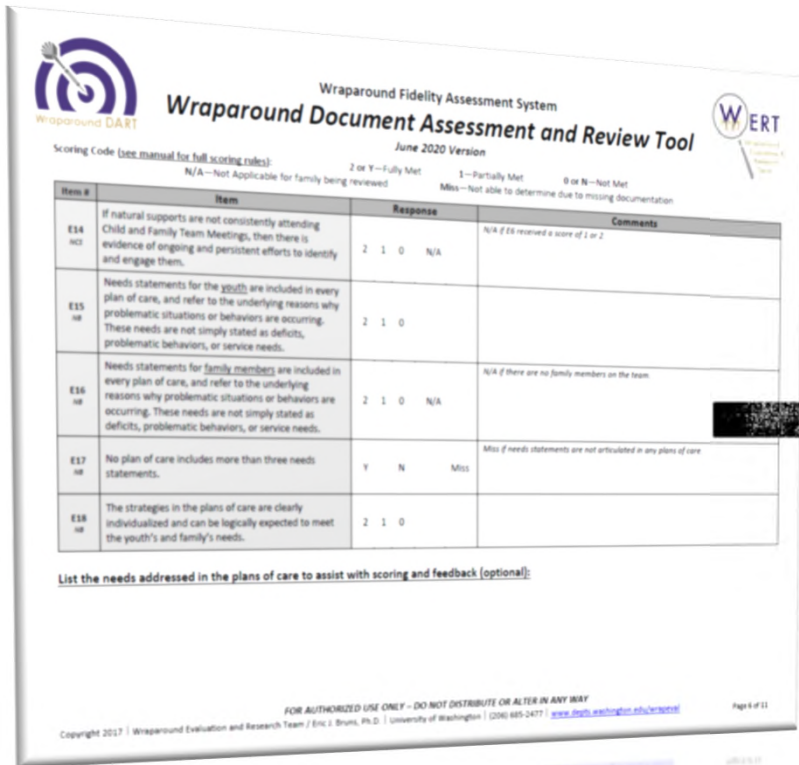 Wraparound DART
Wraparound Fidelity Assessment System
Wraparound Document Assessment and Review Tool
June 2020 Version
WERT
Scoring Code (see manual for full scoring rules):
2 or Y—Fully Met 1—Partially Met 0 or N—Not Met
N/A—Not Applicable for family being reviewed Miss—Not able to determine due to missing documentation
Item # Item Response Comments
E14
NCI
If natural supports are not consistently attending
Child and Family Team Meetings, then there is
evidence of ongoing and persistent efforts to identify
and engage them.
2 1 0 N/A
N/A if E6 received a score of 1 or 2
E15
NB
Needs statements for the youth are included in every
plan of care, and refer to the underlying reasons why
problematic situations or behaviors are occurring.
These needs are not simply stated as deficits,
problematic behaviors, or service needs.
2 1 0
E16
NB
Needs statements for family members are included in
every plan of care, and refer to the underlying
reasons why problematic situations or behaviors are
occurring. These needs are not simply stated as
deficits, problematic behaviors, or service needs.
2 1 0 N/A
N/A if there are no family members on the team
E17
NB
No plan of care includes more than three needs
statements.
Y N Miss
Miss if needs statements are not articulated in any plans of care
E18
NB
The strategies in the plans of care are clearly
individualized and can be logically expected to meet
the youth's and family's needs.
2 1 0
List the needs addressed in the plans of care to assist with scoring and feedback (optional):
FOR AUTHORIZED USE ONLY – DO NOT DISTRIBUTE OR ALTER IN ANY WAY
Copyright 2017 | Wraparound Evaluation and Research Team / Eric J. Bruns, Ph.D. | University of Washington | (206) 685-2477 | www.depts.washington.edu/wrapeval
Page 6 of 11